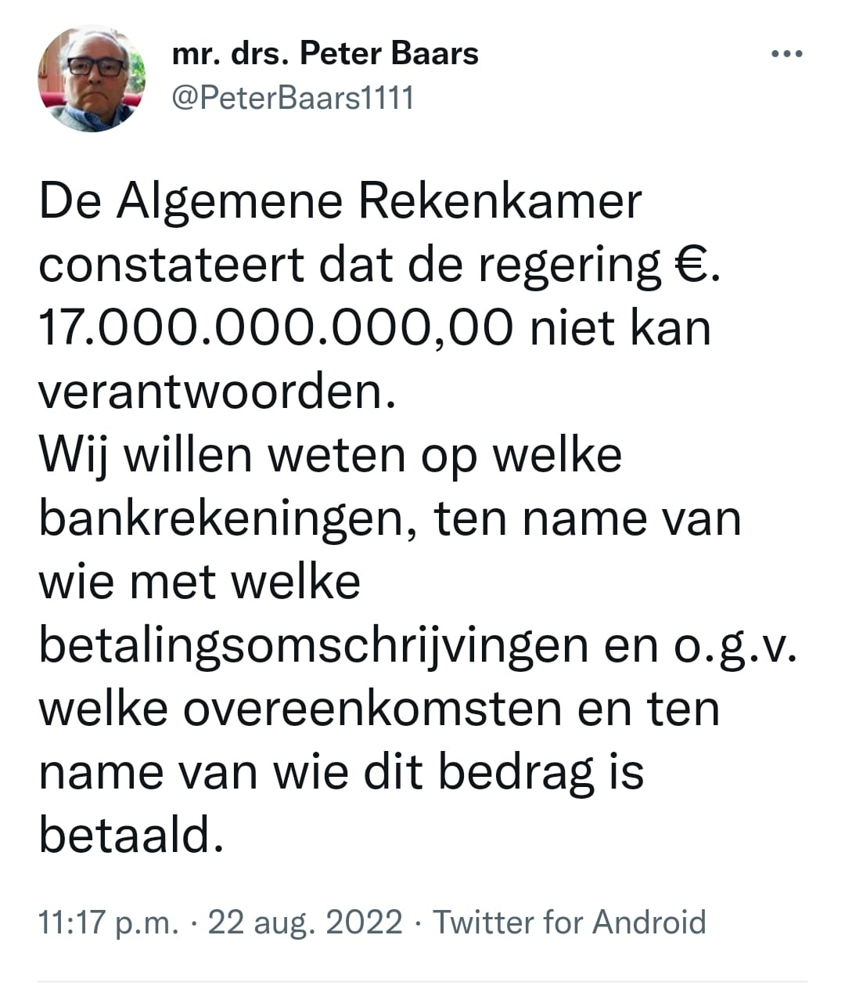 mr. drs. Peter Baars
@PeterBaars1111
De Algemene Rekenkamer
constateert dat de regering €.
17.000.000.000,00 niet kan
verantwoorden.
Wij willen weten op welke
bankrekeningen, ten name van
wie met welke
betalingsomschrijvingen en o.g.v.
welke overeenkomsten en ten
name van wie dit bedrag is
betaald.
11:17 p.m. · 22 aug. 2022 · Twitter for Android